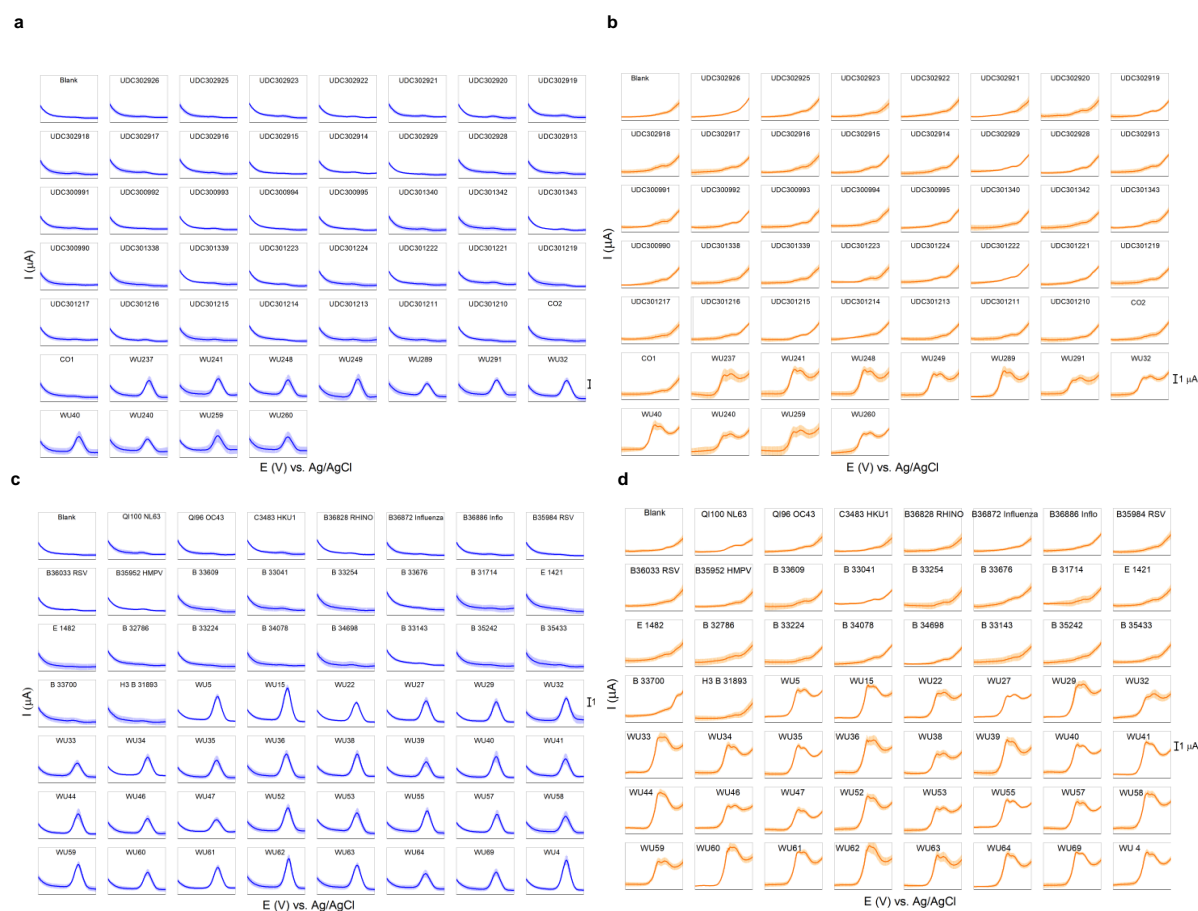 a
Blank UDC302926 UDC302925 UDC302923 UDC302922 UDC302921 UDC302920 UDC302919
UDC302918 UDC302917 UDC302916 UDC302915 UDC302914 UDC302929 UDC302928 UDC302913
UDC300991 UDC300992 UDC300993 UDC300994 UDC300995 UDC301340 UDC301342 UDC301343
UDC300990 UDC301338 UDC301339 UDC301223 UDC301224 UDC301222 UDC301221 UDC301219
I (μA)
UDC301217 UDC301216 UDC301215 UDC301214 UDC301213 UDC301211 UDC301210 CO2
CO1 WU237 WU241 WU248 WU249 WU289 WU291 WU32
WU40 WU240 WU259 WU260
E (V) vs. Ag/AgCl
b
Blank UDC302926 UDC302925 UDC302923 UDC302922 UDC302921 UDC302920 UDC302919
UDC302918 UDC302917 UDC302916 UDC302915 UDC302914 UDC302929 UDC302928 UDC302913
UDC300991 UDC300992 UDC300993 UDC300994 UDC300995 UDC301340 UDC301342 UDC301343
UDC300990 UDC301338 UDC301339 UDC301223 UDC301224 UDC301222 UDC301221 UDC301219
I (μA)
UDC301217 UDC301216 UDC301215 UDC301214 UDC301213 UDC301211 UDC301210 CO2
CO1 WU237 WU241 WU248 WU249 WU289 WU291 WU32
1 μA
WU40 WU240 WU259 WU260
E (V) vs. Ag/AgCl
c
Blank QI100 NL63 QI96 OC43 C3483 HKU1 B36828 RHINO B36872 Influenza B36886 Inflo B35984 RSV
B36033 RSV B35952 HMPV B 33609 B 33041 B 33254 B 33676 B 31714 E 1421
E 1482 B 32786 B 33224 B 34078 B 34698 B 33143 B 35242 B 35433
B 33700 H3 B 31893 WU5 WU15 WU22 WU27 WU29 WU32
I (μA)
1
WU33 WU34 WU35 WU36 WU38 WU39 WU40 WU41
WU44 WU46 WU47 WU52 WU53 WU55 WU57 WU58
WU59 WU60 WU61 WU62 WU63 WU64 WU69 WU4
E (V) vs. Ag/AgCl
d
Blank QI100 NL63 QI96 OC43 C3483 HKU1 B36828 RHINO B36872 Influenza B36886 Inflo B35984 RSV
B36033 RSV B35952 HMPV B 33609 B 33041 B 33254 B 33676 B 31714 E 1421
E 1482 B 32786 B 33224 B 34078 B 34698 B 33143 B 35242 B 35433
B 33700 H3 B 31893 WU5 WU15 WU22 WU27 WU29 WU32
I (μA)
WU33 WU34 WU35 WU36 WU38 WU39 WU40 WU41
1 μA
WU44 WU46 WU47 WU52 WU53 WU55 WU57 WU58
WU59 WU60 WU61 WU62 WU63 WU64 WU69 WU 4
E (V) vs. Ag/AgCl